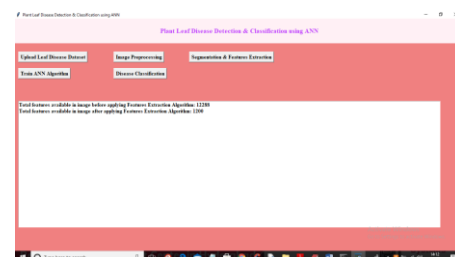 Plant Leaf Disease Detection & Classification using ANN
Plant Leaf Disease Detection & Classification using ANN
Upload Leaf Disease Dataset
Image Preprocessing
Segmentation & Features Extraction
Train ANN Algorithm
Disease Classification
Total features available in image before applying Features Extraction Algorithm: 12288
Total features available in image after applying Features Extraction Algorithm: 1200